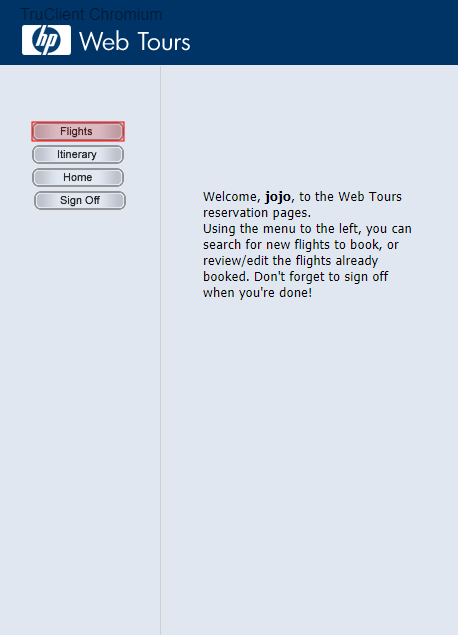 TruClient Chromium
hp Web Tours
Flights
Itinerary
Home
Sign Off
Welcome, jojo, to the Web Tours
reservation pages.
Using the menu to the left, you can
search for new flights to book, or
review/edit the flights already
booked. Don't forget to sign off
when you're done!